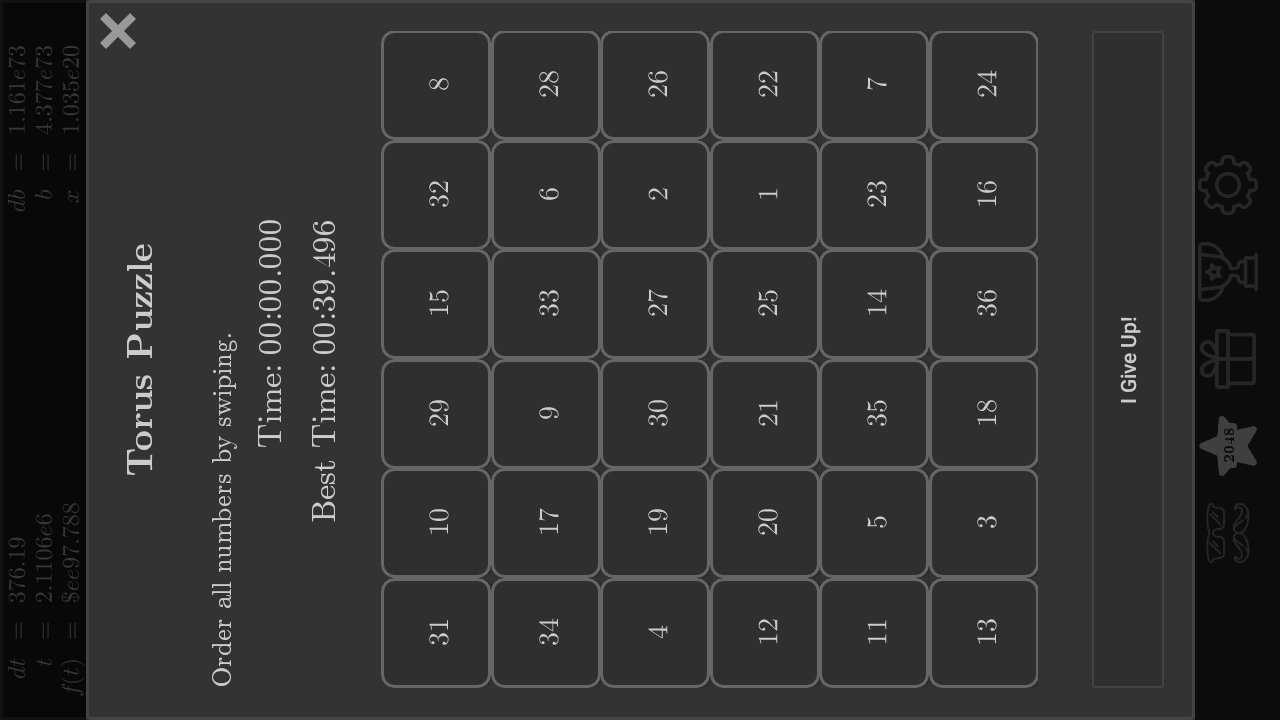 dt = 376.19 db = 1.161e73
t = 2.1106e6 b = 4.377e73
f(t) = $ee97.788 x = 1.035e20
Torus Puzzle
Order all numbers by swiping.
Time: 00:00.000
Best Time: 00:39.496
31 10 29 15 32 8
34 17 9 33 6 28
4 19 30 27 2 26
12 20 21 25 1 22
11 5 35 14 23 7
13 3 18 36 16 24
I Give Up!
2048